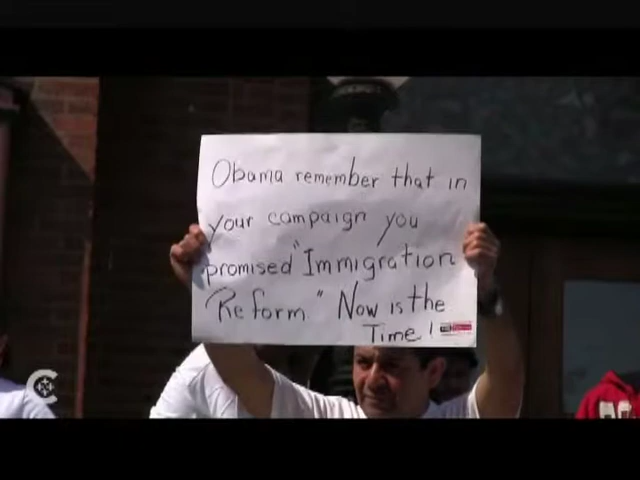 Obama remember that in
your campaign you
promised "Immigration
Reform." Now is the
Time!